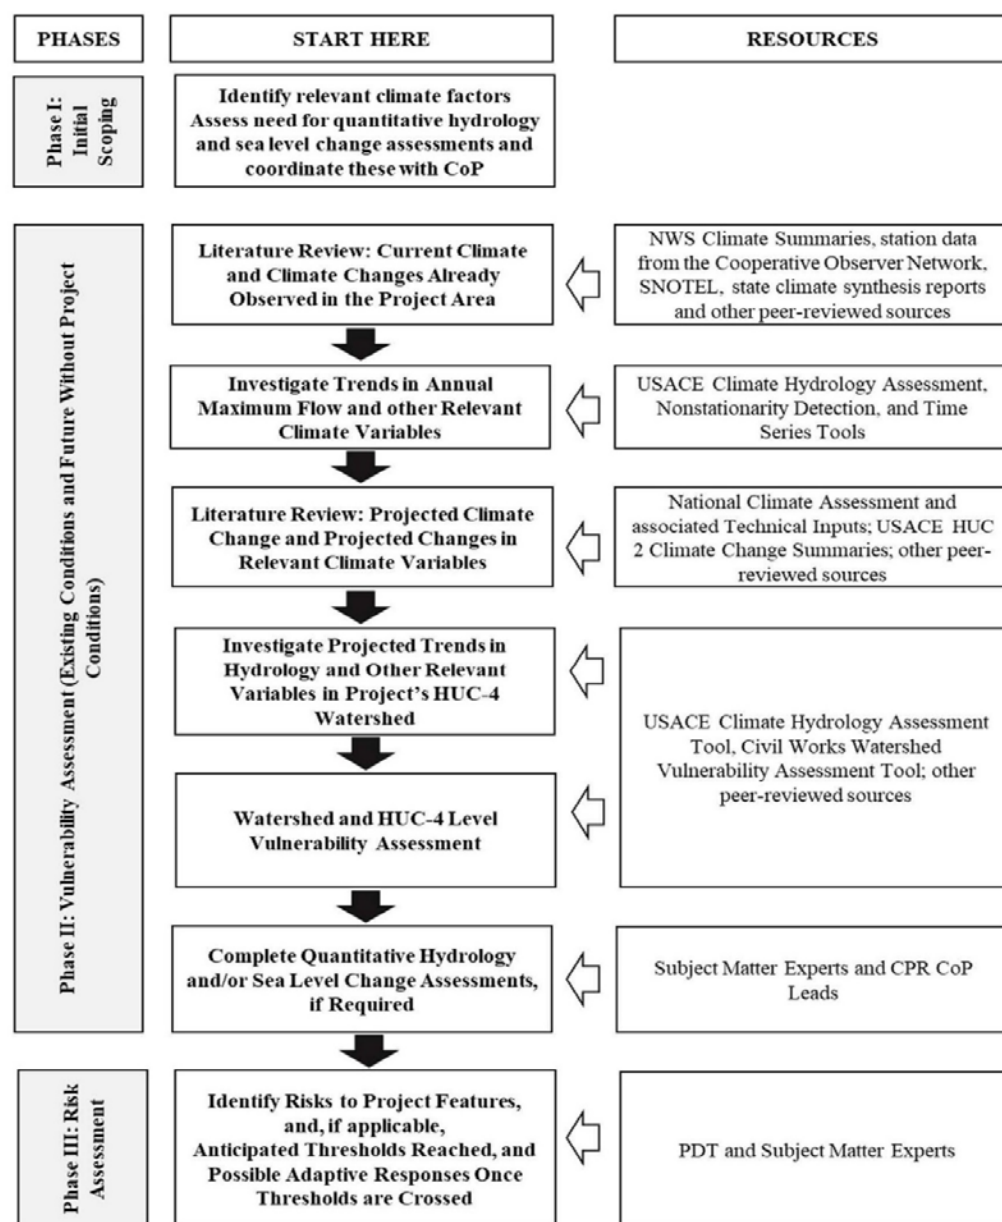 PHASES
START HERE
RESOURCES
Phase I:
Initial
Scoping
Identify relevant climate factors
Assess need for quantitative hydrology
and sea level change assessments and
coordinate these with CoP
Phase II: Vulnerability Assessment (Existing Conditions and Future Without Project
Conditions)
Literature Review: Current Climate
and Climate Changes Already
Observed in the Project Area
NWS Climate Summaries, station data
from the Cooperative Observer Network,
SNOTEL, state climate synthesis reports
and other peer-reviewed sources
Investigate Trends in Annual
Maximum Flow and other Relevant
Climate Variables
USACE Climate Hydrology Assessment,
Nonstationarity Detection, and Time
Series Tools
Literature Review: Projected Climate
Change and Projected Changes in
Relevant Climate Variables
National Climate Assessment and
associated Technical Inputs; USACE HUC
2 Climate Change Summaries; other peer-
reviewed sources
Investigate Projected Trends in
Hydrology and Other Relevant
Variables in Project's HUC-4
Watershed
Watershed and HUC-4 Level
Vulnerability Assessment
USACE Climate Hydrology Assessment
Tool, Civil Works Watershed
Vulnerability Assessment Tool; other
peer-reviewed sources
Complete Quantitative Hydrology
and/or Sea Level Change Assessments,
if Required
Subject Matter Experts and CPR CoP
Leads
Phase III: Risk
Assessment
Identify Risks to Project Features,
and, if applicable,
Anticipated Thresholds Reached, and
Possible Adaptive Responses Once
Thresholds are Crossed
PDT and Subject Matter Experts